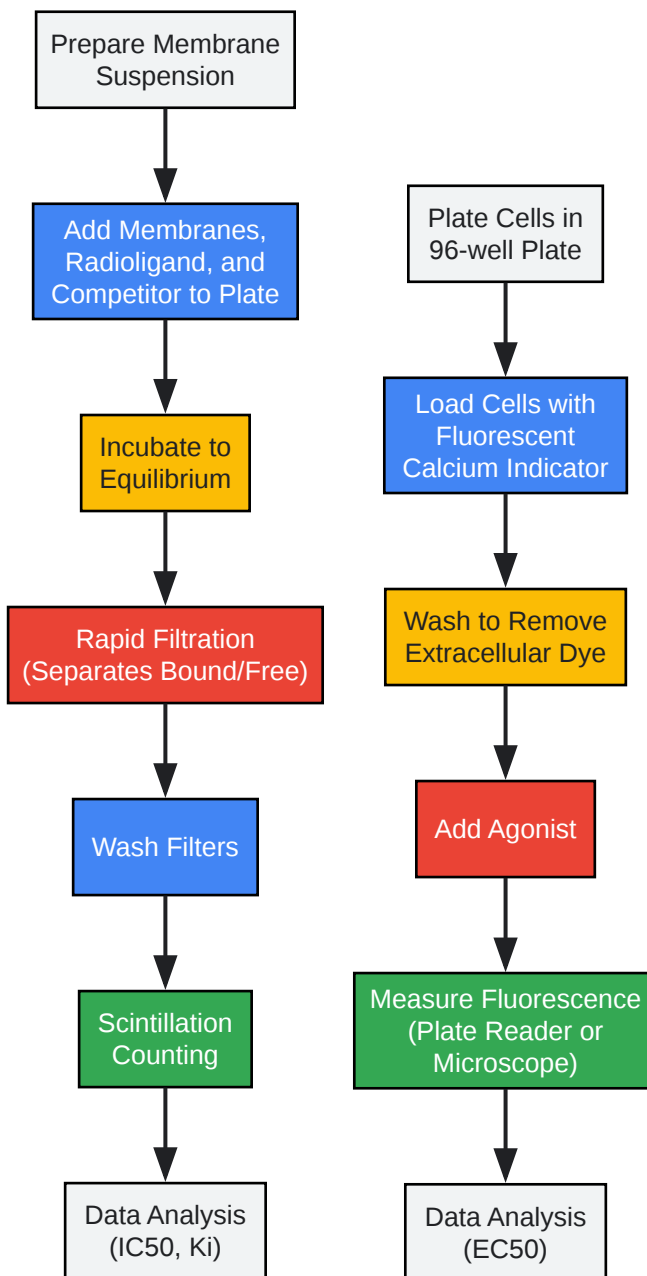 Prepare Membrane
Suspension
Add Membranes,
Radioligand, and
Competitor to Plate
Incubate to
Equilibrium
Rapid Filtration
(Separates Bound/Free)
Wash Filters
Scintillation
Counting
Data Analysis
(IC50, Ki)
Plate Cells in
96-well Plate
Load Cells with
Fluorescent
Calcium Indicator
Wash to Remove
Extracellular Dye
Add Agonist
Measure Fluorescence
(Plate Reader or
Microscope)
Data Analysis
(EC50)